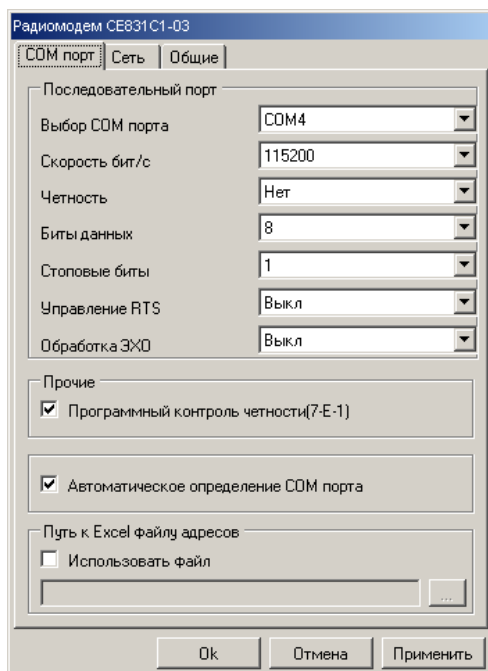 Радиомодем CE831C1-03
COM порт Сеть Общие
Последовательный порт
Выбор COM порта COM4
Скорость бит/с 115200
Четность Нет
Биты данных 8
Стоповые биты 1
Управление RTS Выкл
Обработка ЭХО Выкл
Прочие
Программный контроль четности(7-E-1)
Автоматическое определение COM порта
Путь к Excel файлу адресов
Использовать файл
...
Ok Отмена Применить